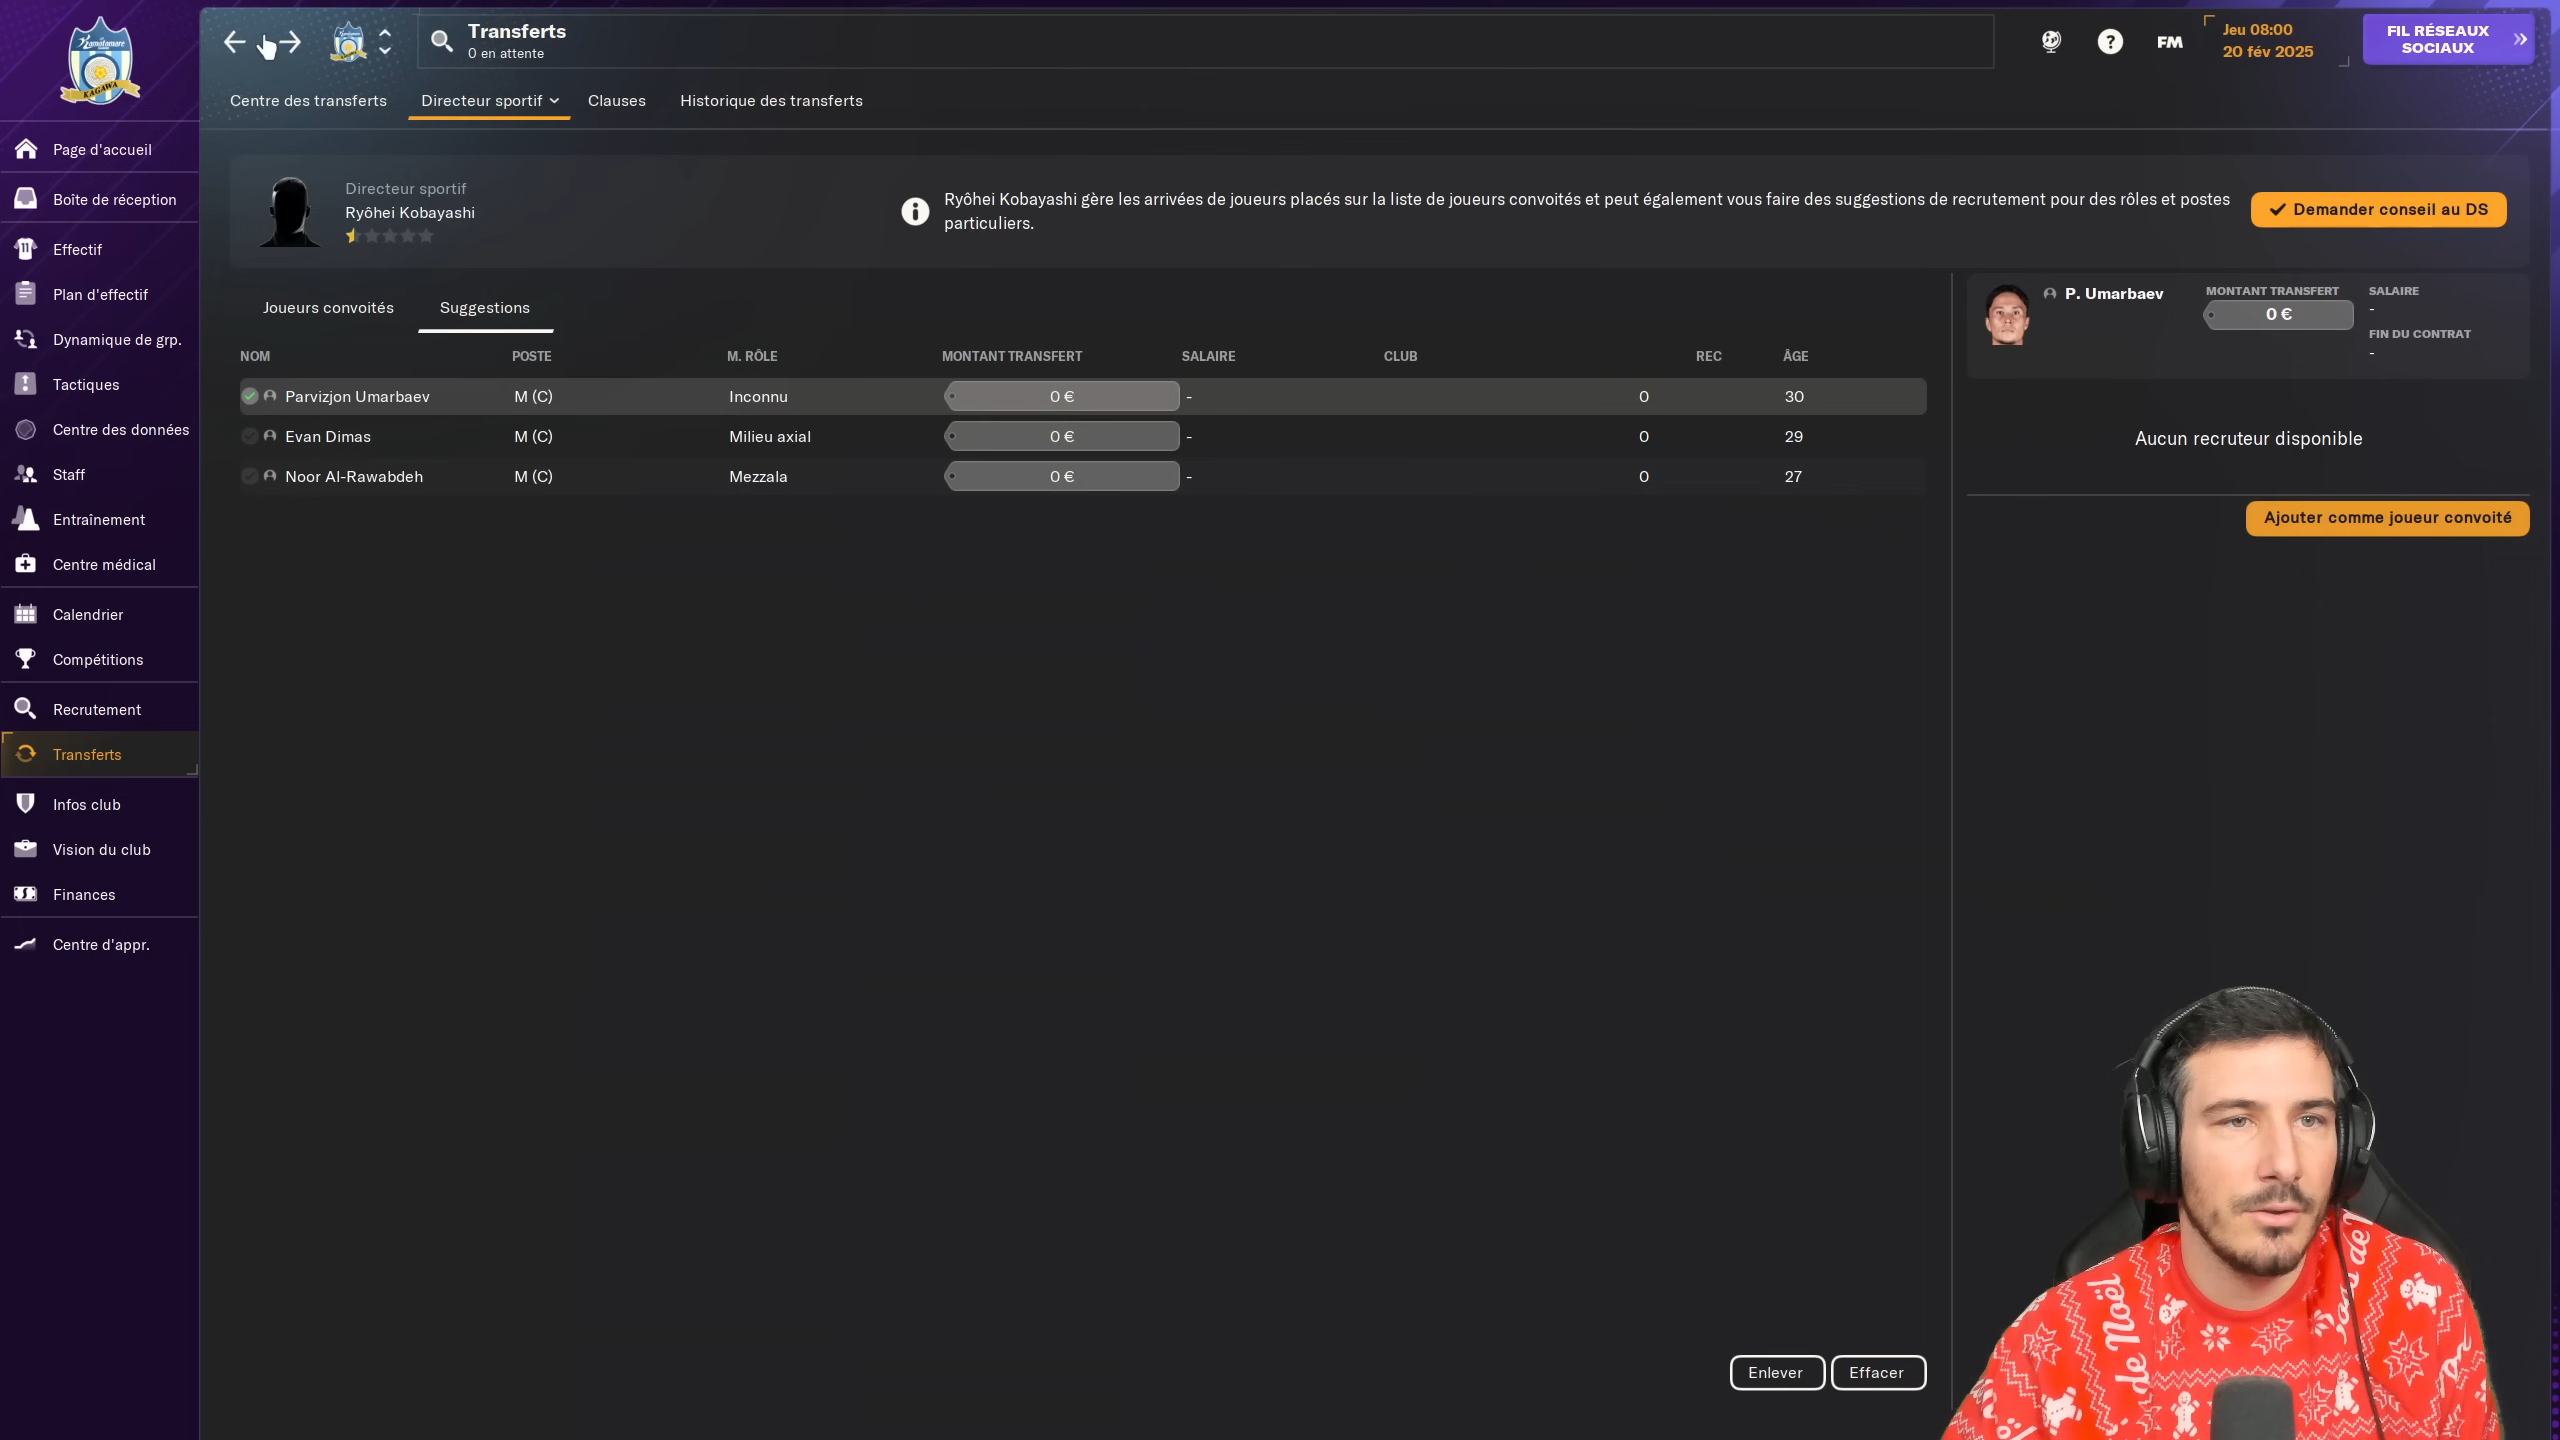 Kamatamare
KAGAWA
Transferts
0 en attente
FM
Jeu 08:00
20 fév 2025
FIL RÉSEAUX
SOCIAUX
Centre des transferts
Directeur sportif
Clauses
Historique des transferts
Page d'accueil
Boîte de réception
Effectif
Plan d'effectif
Dynamique de grp.
Tactiques
Centre des données
Staff
Entraînement
Centre médical
Calendrier
Compétitions
Recrutement
Transferts
Infos club
Vision du club
Finances
Centre d'appr.
Directeur sportif
Ryôhei Kobayashi
Ryôhei Kobayashi gère les arrivées de joueurs placés sur la liste de joueurs convoités et peut également vous faire des suggestions de recrutement pour des rôles et postes
particuliers.
Demander conseil au DS
Joueurs convoités
Suggestions
NOM POSTE M. RÔLE MONTANT TRANSFERT SALAIRE CLUB REC ÂGE
Parvizjon Umarbaev M (C) Inconnu 0 € - 0 30
Evan Dimas M (C) Milieu axial 0 € - 0 29
Noor Al-Rawabdeh M (C) Mezzala 0 € - 0 27
P. Umarbaev
MONTANT TRANSFERT
0 €
SALAIRE
-
FIN DU CONTRAT
-
Aucun recruteur disponible
Ajouter comme joueur convoité
Enlever
Effacer
de Noël